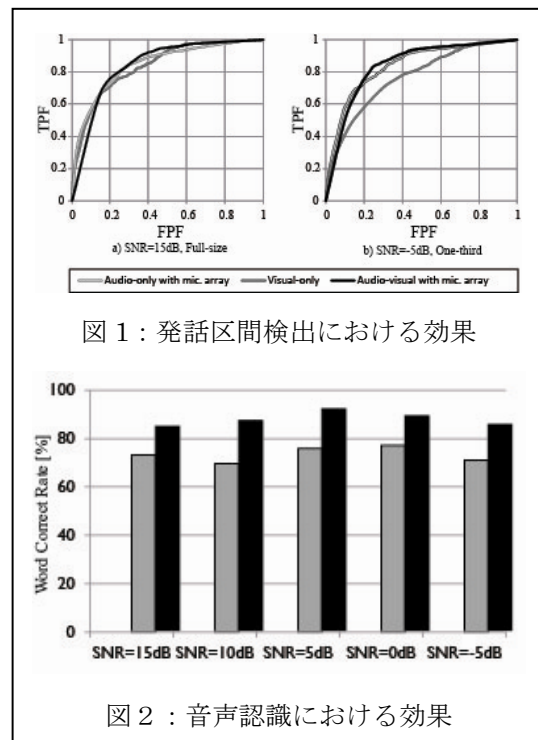 TPF
1
0.8
0.6
0.4
0.2
0
0 0.2 0.4 0.6 0.8 1
FPF
a) SNR=15dB, Full-size
TPF
1
0.8
0.6
0.4
0.2
0
0 0.2 0.4 0.6 0.8 1
FPF
b) SNR=-5dB, One-third
Audio-only with mic. array Visual-only Audio-visual with mic. array
図1：発話区間検出における効果
Word Correct Rate [%]
100
80
60
40
20
0
SNR=15dB SNR=10dB SNR=5dB SNR=0dB SNR=-5dB
図２：音声認識における効果